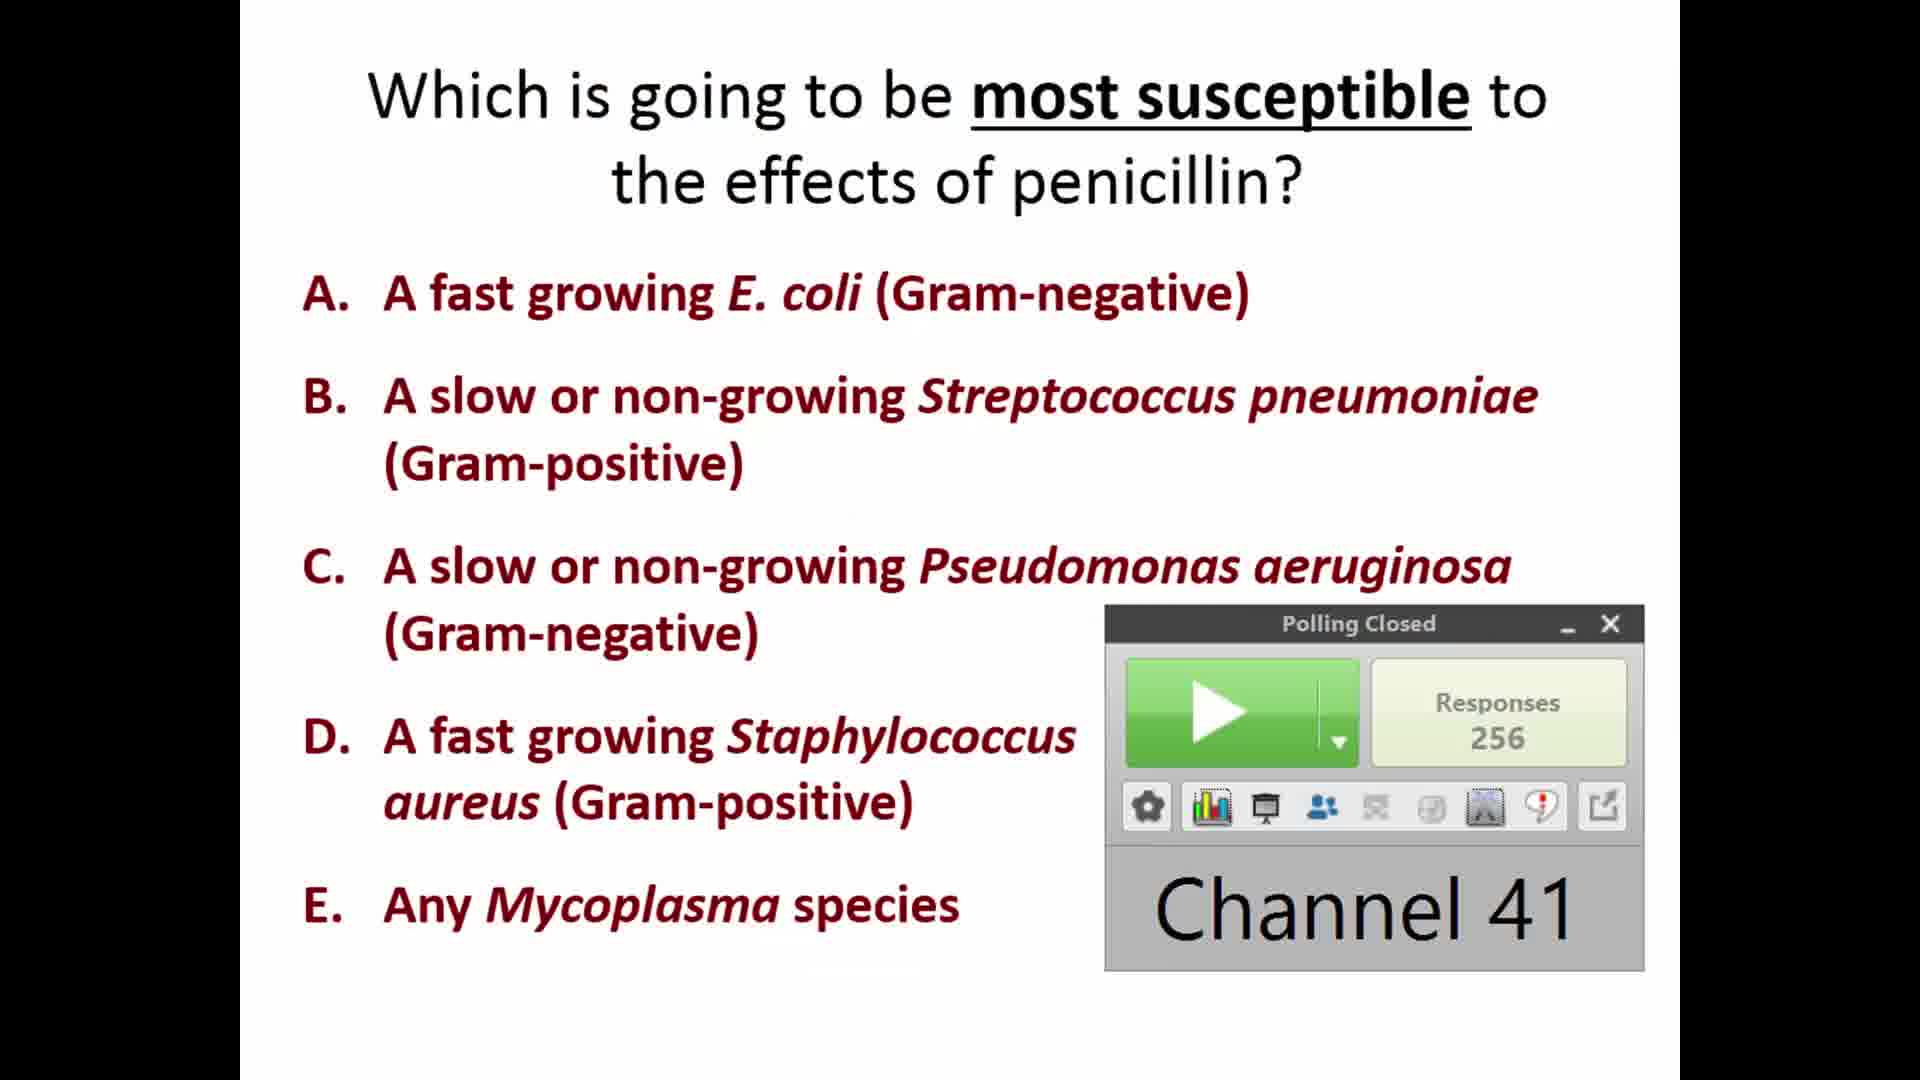 Which is going to be most susceptible to
the effects of penicillin?
A. A fast growing E. coli (Gram-negative)
B. A slow or non-growing Streptococcus pneumoniae
(Gram-positive)
C. A slow or non-growing Pseudomonas aeruginosa
(Gram-negative)
D. A fast growing Staphylococcus
aureus (Gram-positive)
E. Any Mycoplasma species
Polling Closed
Responses
256
Channel 41